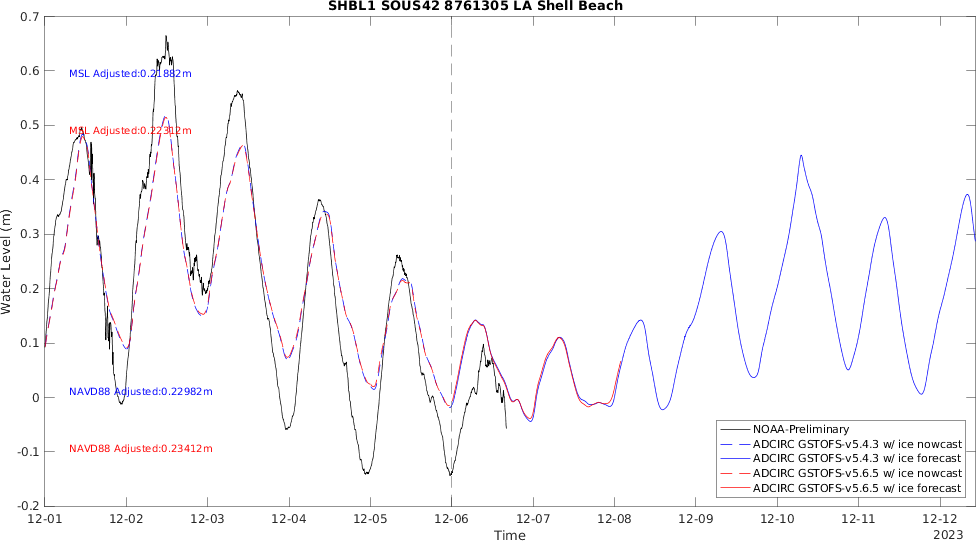 SHBL1 SOUS42 8761305 LA Shell Beach
0.7
0.6
0.5
0.4
0.3
0.2
0.1
0
-0.1
-0.2
Water Level (m)
MSL Adjusted:0.21882m
MSL Adjusted:0.22312m
NAVD88 Adjusted:0.22982m
NAVD88 Adjusted:0.23412m
NOAA-Preliminary
ADCIRC GSTOFS-v5.4.3 w/ ice nowcast
ADCIRC GSTOFS-v5.4.3 w/ ice forecast
ADCIRC GSTOFS-v5.6.5 w/ ice nowcast
ADCIRC GSTOFS-v5.6.5 w/ ice forecast
12-01 12-02 12-03 12-04 12-05 12-06 12-07 12-08 12-09 12-10 12-11 12-12
Time
2023